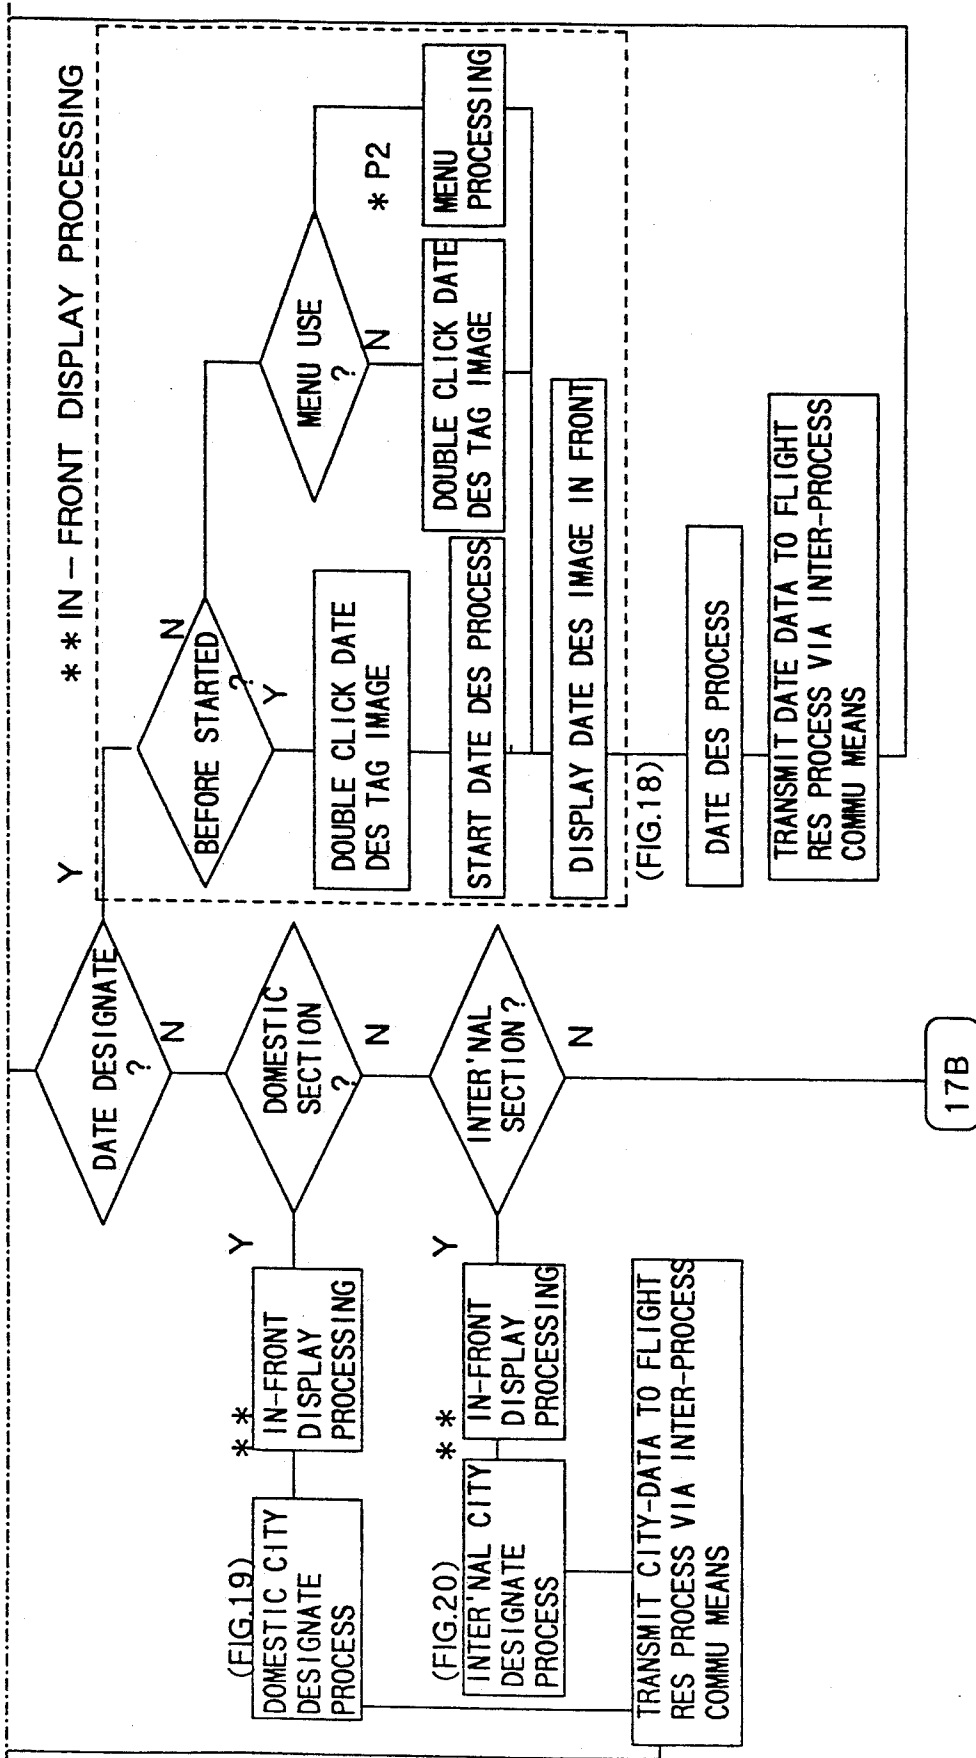 Y
* * IN - FRONT DISPLAY PROCESSING
DATE DESIGNATE
?
N
BEFORE STARTED
?
N
Y
MENU USE
?
N
* P2
DOUBLE CLICK DATE
DES TAG IMAGE
DOUBLE CLICK DATE
DES TAG IMAGE
MENU
PROCESSING
START DATE DES PROCESS
DISPLAY DATE DES IMAGE IN FRONT
(FIG.18)
DATE DES PROCESS
TRANSMIT DATE DATA TO FLIGHT
RES PROCESS VIA INTER-PROCESS
COMMU MEANS
DOMESTIC
SECTION
?
Y
N
* *
IN-FRONT
DISPLAY
PROCESSING
(FIG.19)
DOMESTIC CITY
DESIGNATE
PROCESS
INTER'NAL
SECTION?
Y
N
* *
IN-FRONT
DISPLAY
PROCESSING
(FIG.20)
INTER'NAL CITY
DESIGNATE
PROCESS
TRANSMIT CITY-DATA TO FLIGHT
RES PROCESS VIA INTER-PROCESS
COMMU MEANS
17B